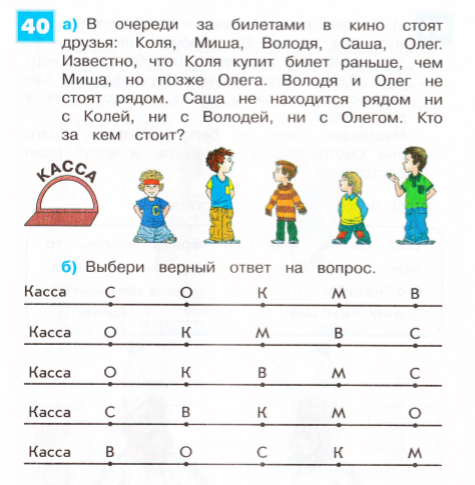 40 а) В очереди за билетами в кино стоят
друзья: Коля, Миша, Володя, Саша, Олег.
Известно, что Коля купит билет раньше, чем
Миша, но позже Олега. Володя и Олег не
стоят рядом. Саша не находится рядом ни
с Колей, ни с Володей, ни с Олегом. Кто
за кем стоит?
КАССА
б) Выбери верный ответ на вопрос.
Касса С О К М В
Касса О К М В С
Касса О К В М С
Касса С В К М О
Касса В О С К М